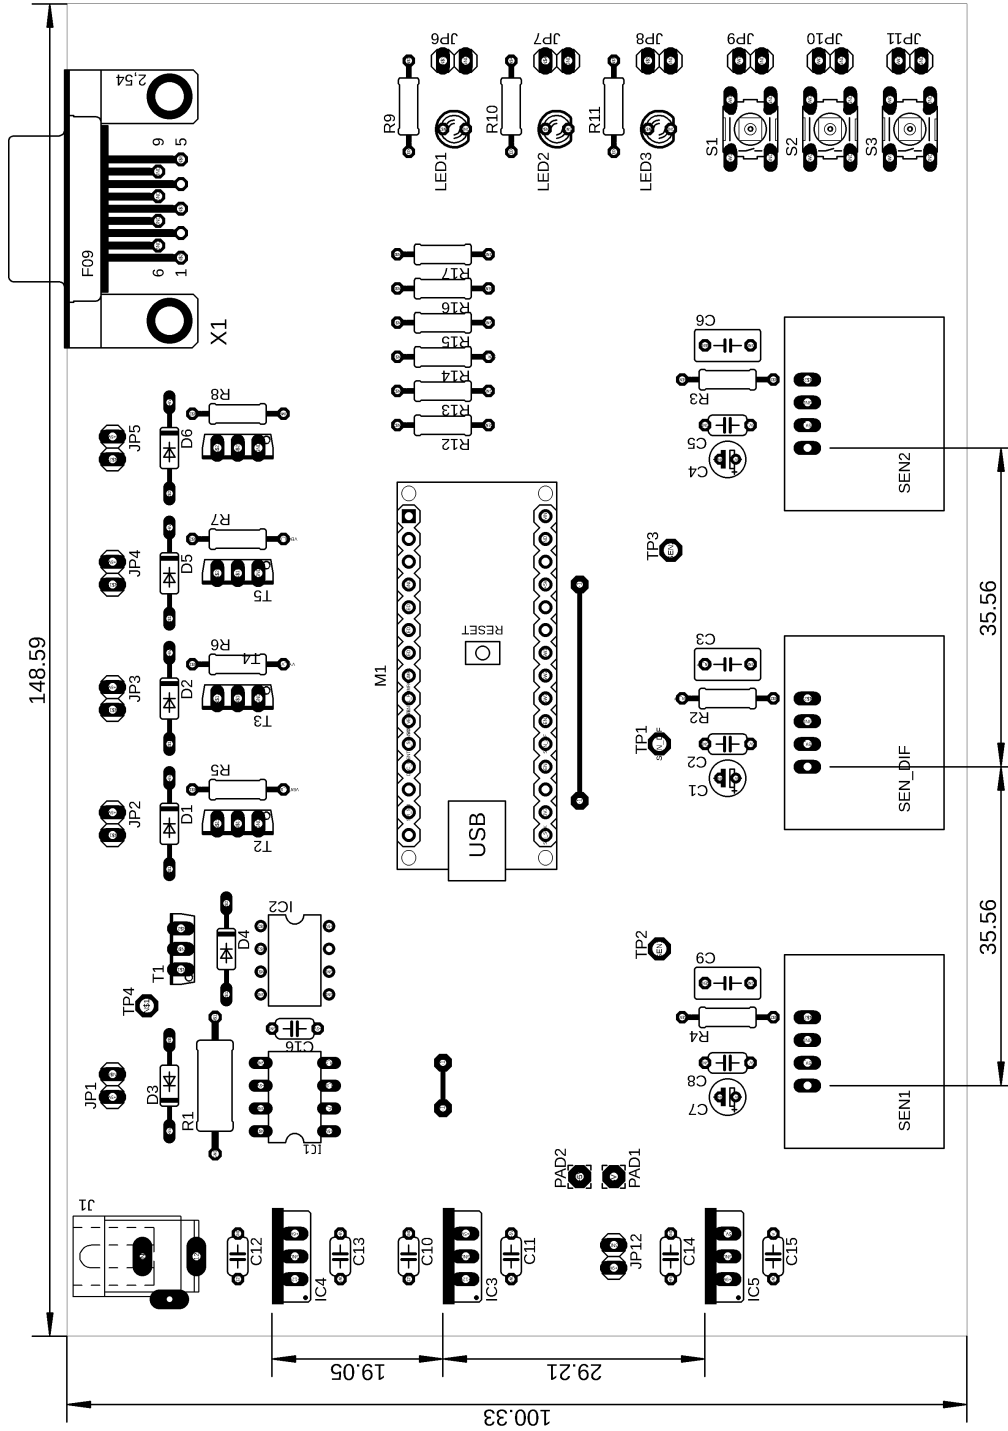 JP6
JP7
JP8
JP9
JP10
JP11
2,54
R9
R10
R11
LED1
LED2
LED3
S1
S2
S3
9
5
F09
6
1
X1
R17
R16
R15
R14
R13
R12
C6
R3
C5
C4
SEN2
R8
JP5
D6
R7
JP4
D5
T5
TP3
35.56
148.59
R6
T4
JP3
D2
T3
M1
RESET
C3
R2
TP1
C2
C1
SEN_DIF
R5
JP2
D1
T2
USB
35.56
IC2
D4
T1
TP4
TP2
C9
R4
C8
C7
SEN1
C16
JP1
D3
R1
IC1
PAD2
PAD1
J1
C12
IC4
C13
C10
IC3
C11
JP12
C14
IC5
C15
19.05
29.21
100.33